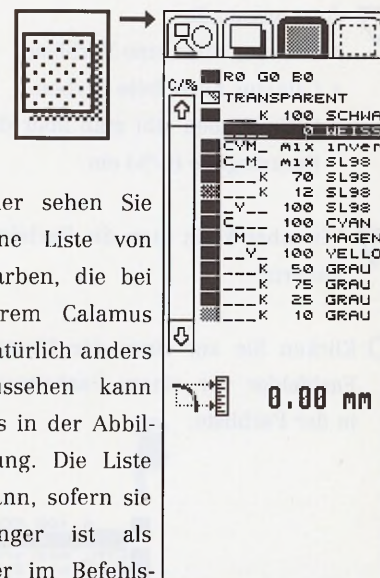 C/%
R0 G0 B0
TRANSPARENT
___K 100 SCHWA
0 WEISS
CYM_ mix inver
C_M_ mix SL98
___K 70 SL98
___K 12 SL98
_Y__ 100 SL98
C___ 100 CYAN
_M__ 100 MAGEN
__Y_ 100 YELLO
___K 50 GRAU
___K 75 GRAU
___K 25 GRAU
___K 10 GRAU
0,00 mm
er sehen Sie
ne Liste von
arben, die bei
rem Calamus
atürlich anders
ussehen kann
s in der Abbil-
ung. Die Liste
ann, sofern sie
nger ist als
er im Befehls-